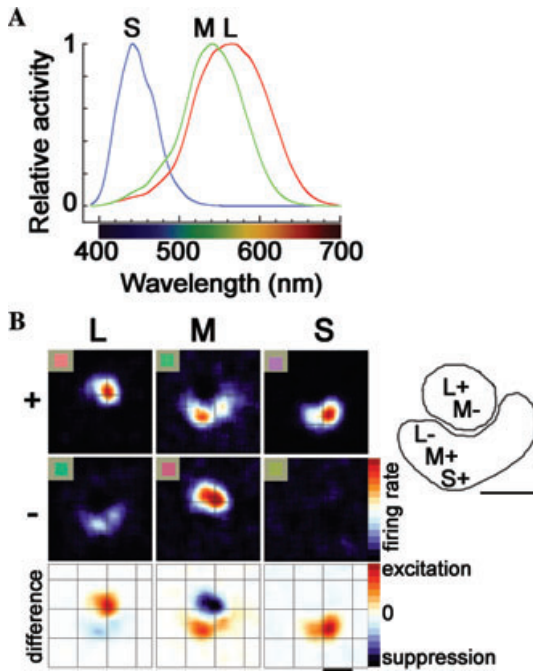 A
S M L
1
Relative activity
0
400 500 600 700
Wavelength (nm)
B
L M S
+
-
difference
firing rate
excitation
0
suppression
L+
M-
L-
M+
S+